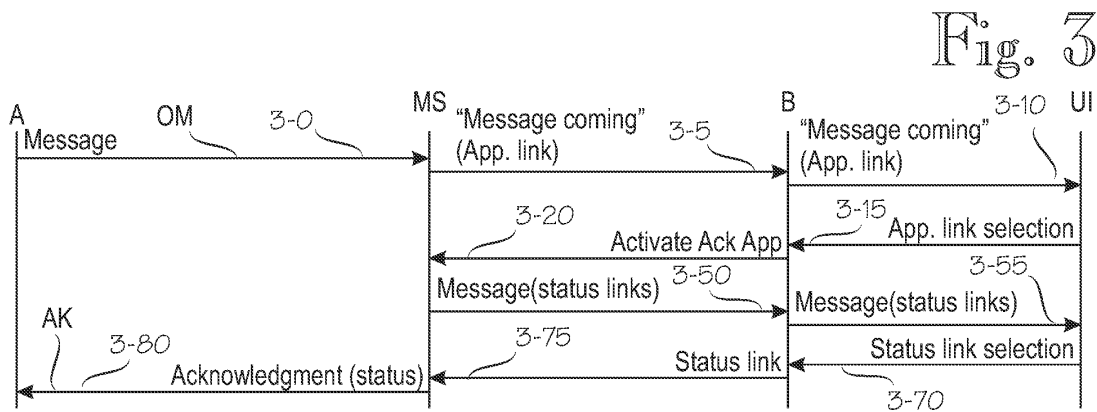 Fig. 3
A
OM
3-0
MS
B
3-10
UI
Message
"Message coming"
(App. link)
3-5
"Message coming"
(App. link)
3-20
3-15
App. link selection
Activate Ack App
3-55
Message(status links)
3-50
Message(status links)
AK
3-80
3-75
Status link selection
Acknowledgment (status)
Status link
3-70